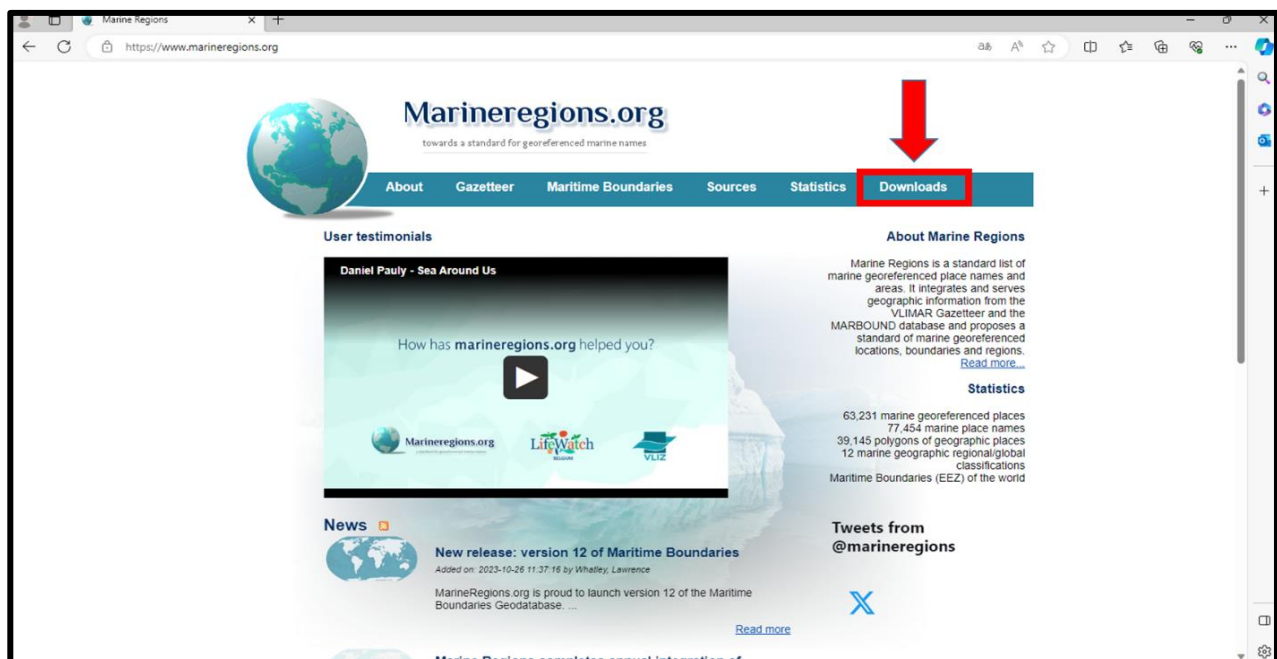 Marine Regions
https://www.marineregions.org
Marineregions.org
towards a standard for georeferenced marine names
About Gazetteer Maritime Boundaries Sources Statistics Downloads
User testimonials
Daniel Pauly - Sea Around Us
How has marineregions.org helped you?
Marineregions.org
LifeWatch
BELGIUM
VLIZ
About Marine Regions
Marine Regions is a standard list of
marine georeferenced place names and
areas. It integrates and serves
geographic information from the
VLIMAR Gazetteer and the
MARBOUND database and proposes a
standard of marine georeferenced
locations, boundaries and regions.
Read more...
Statistics
63,231 marine georeferenced places
77,454 marine place names
39,145 polygons of geographic places
12 marine geographic regional/global
classifications
Maritime Boundaries (EEZ) of the world
News
New release: version 12 of Maritime Boundaries
Added on: 2023-10-26 11:37:16 by Whatley, Lawrence
MarineRegions.org is proud to launch version 12 of the Maritime
Boundaries Geodatabase. ...
Read more
Marine Regions completes annual integration of
Tweets from
@marineregions